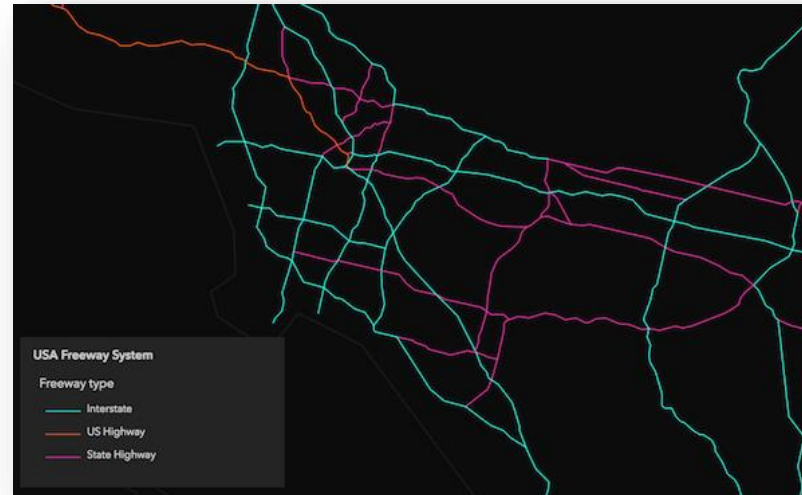 USA Freeway System
Freeway type
Interstate
US Highway
State Highway